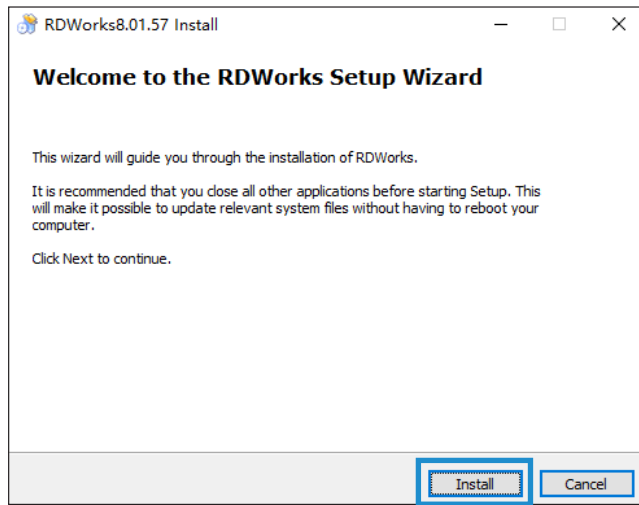 RDWorks8.01.57 Install
Welcome to the RDWorks Setup Wizard
This wizard will guide you through the installation of RDWorks.
It is recommended that you close all other applications before starting Setup. This
will make it possible to update relevant system files without having to reboot your
computer.
Click Next to continue.
Install
Cancel